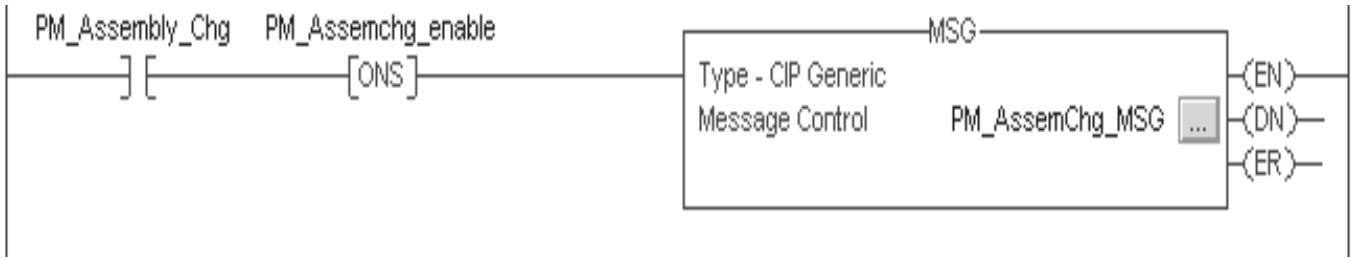 PM_Assembly_Chg PM_Assemchg_enable
MSG
ONS
Type - CIP Generic
Message Control PM_AssemChg_MSG ...
EN
DN
ER